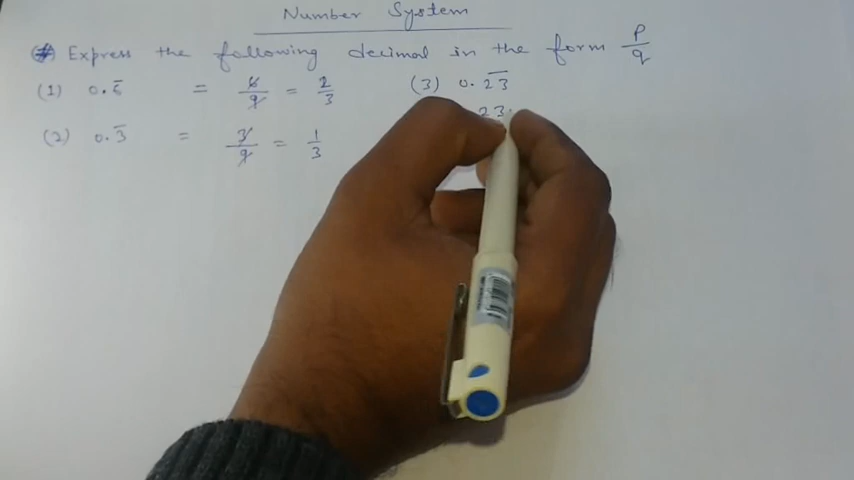 Number System
Express the following decimal in the form P/q
(1) 0.6̅ = 6/9 = 2/3
(2) 0.3̅ = 3/9 = 1/3
(3) 0.2̅3̅
23